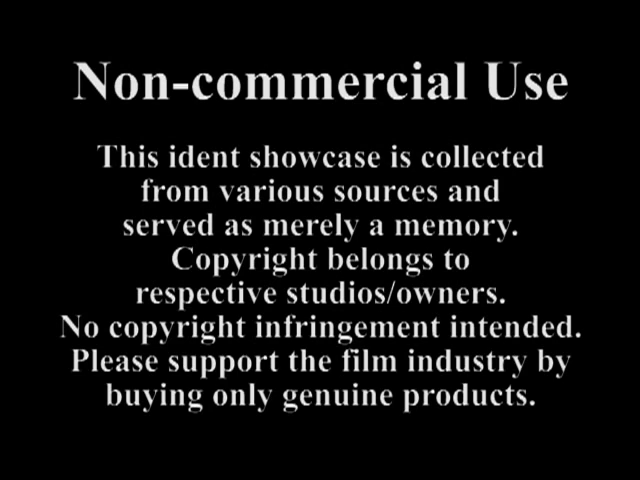 Non-commercial Use
This ident showcase is collected
from various sources and
served as merely a memory.
Copyright belongs to
respective studios/owners.
No copyright infringement intended.
Please support the film industry by
buying only genuine products.